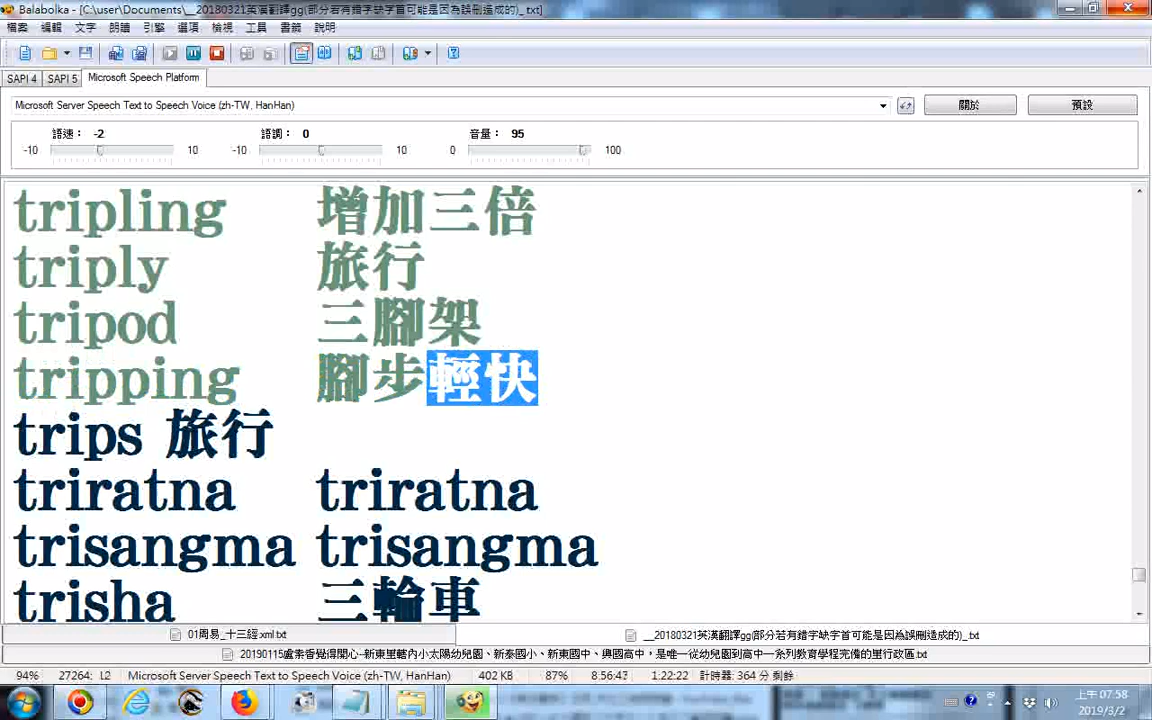 Balabolka - [C:\user\Documents\__20180321英漢翻譯gg(部分若有錯字缺字首可能是因為誤刪造成的)_.txt]
檔案 編輯 文字 朗讀 引擎 選項 檢視 工具 書籤 說明
SAPI 4 SAPI 5 Microsoft Speech Platform
Microsoft Server Speech Text to Speech Voice (zh-TW, HanHan) 關於 預設
語速： -2 語調： 0 音量： 95
-10 10 -10 10 0 100
tripling 增加三倍
triply 旅行
tripod 三腳架
tripping 腳步輕快
trips 旅行
triratna triratna
trisangma trisangma
trisha 三輪車
01周易_十三經.xml.txt __20180321英漢翻譯gg(部分若有錯字缺字首可能是因為誤刪造成的)_.txt
20190115盧素香覺得開心--新東里轄內小太陽幼兒園、新泰國小、新東國中、興國高中，是唯一從幼兒園到高中一系列教育學程完備的里行政區.txt
94% 27264: L2 Microsoft Server Speech Text to Speech Voice (zh-TW, HanHan) 402 KB 87% 8:56:43 1:22:22 計時器: 364 分 剩餘
上午 07:58
2019/3/2